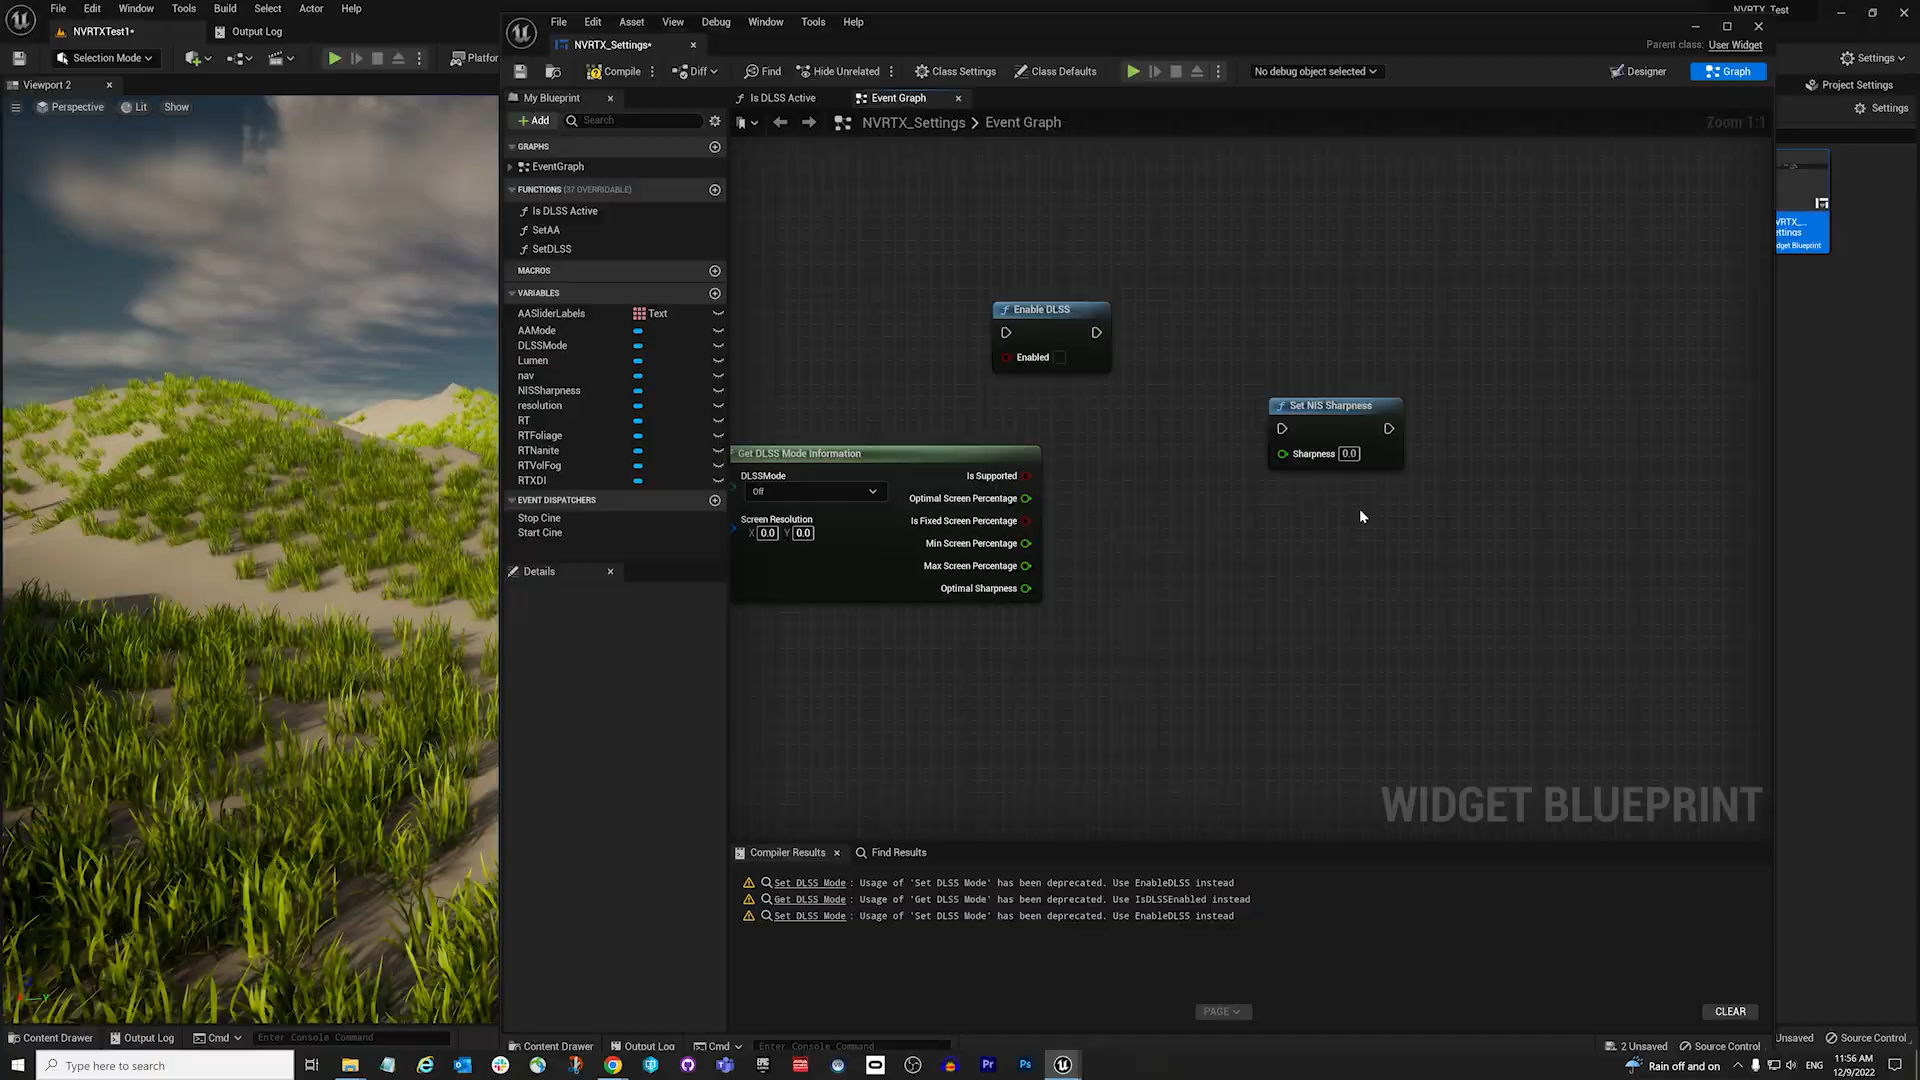 File Edit Window Tools Build Select Actor Help
NVRTXTest1*
Output Log
Selection Mode
Platfor
Viewport 2
Perspective Lit Show
File Edit Asset View Debug Window Tools Help
NVRTX_Test
NVRTX_Settings*
Parent class: User Widget
Compile Diff Find Hide Unrelated Class Settings Class Defaults
No debug object selected
Designer Graph
Settings
Project Settings
Settings
My Blueprint
Add Search
GRAPHS
EventGraph
FUNCTIONS (37 OVERRIDABLE)
Is DLSS Active
SetAA
SetDLSS
MACROS
VARIABLES
AASliderLabels Text
AAMode
DLSSMode
Lumen
nav
NISSharpness
resolution
RT
RTFoliage
RTNanite
RTVolFog
RTXDI
EVENT DISPATCHERS
Stop Cine
Start Cine
Details
Is DLSS Active Event Graph
NVRTX_Settings > Event Graph
Zoom 1:1
Enable DLSS
Enabled
Set NIS Sharpness
Sharpness 0.0
Get DLSS Mode Information
DLSSMode
Off
Screen Resolution
X 0.0 Y 0.0
Is Supported
Optimal Screen Percentage
Is Fixed Screen Percentage
Min Screen Percentage
Max Screen Percentage
Optimal Sharpness
WIDGET BLUEPRINT
VRTX_...
ettings
dget Blueprint
Compiler Results Find Results
Set DLSS Mode : Usage of 'Set DLSS Mode' has been deprecated. Use EnableDLSS instead
Get DLSS Mode : Usage of 'Get DLSS Mode' has been deprecated. Use IsDLSSEnabled instead
Set DLSS Mode : Usage of 'Set DLSS Mode' has been deprecated. Use EnableDLSS instead
PAGE
CLEAR
Content Drawer Output Log Cmd Enter Console Command
Content Drawer Output Log Cmd Enter Console Command
2 Unsaved Source Control
Unsaved Source Control
Type here to search
Rain off and on
ENG
11:56 AM
12/9/2022